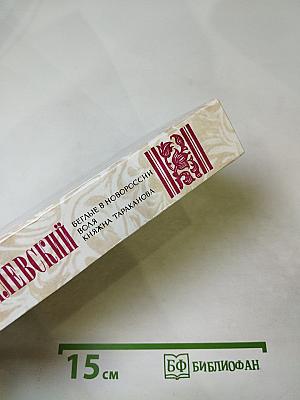 ЛЕВСКИЙ
БЕГЛЫЕ В НОВОРОССИИ
ВОЛЯ
КНЯЖНА ТАРАКАНОВА
15 см
БФ БИБЛИОФАН